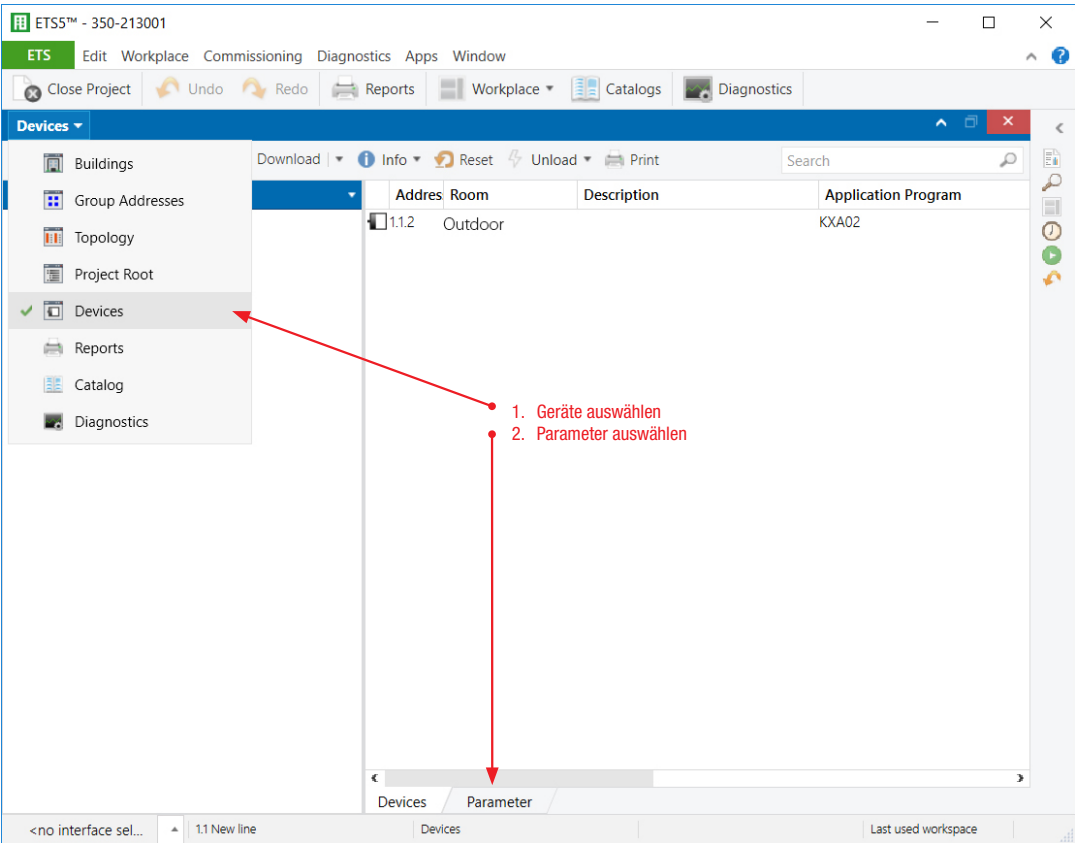 ETS5™ - 350-213001
ETS Edit Workplace Commissioning Diagnostics Apps Window
Close Project Undo Redo Reports Workplace Catalogs Diagnostics
Devices
Download Info Reset Unload Print Search
Buildings
Group Addresses
Topology
Project Root
Devices
Reports
Catalog
Diagnostics
Addres Room Description Application Program
1.1.2 Outdoor KXA02
1. Geräte auswählen
2. Parameter auswählen
Devices Parameter
<no interface sel... 1.1 New line Devices Last used workspace